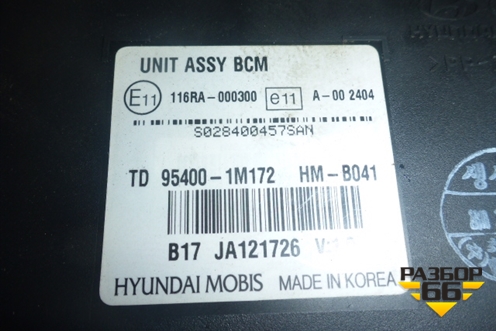 UNIT ASSY BCM
E11 116RA-000300 e11 A-00 2404
S028400457SAN
TD 95400-1M172 HM-B041
B17 JA121726
HYUNDAI MOBIS MADE IN KOREA
РАЗБОР
66